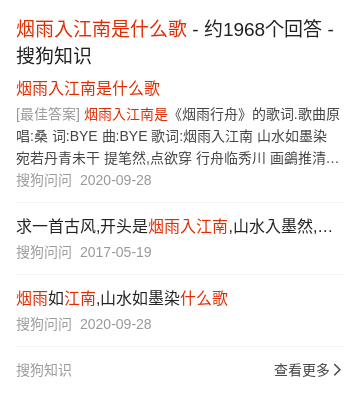 烟雨入江南是什么歌 - 约1968个回答 -
搜狗知识
烟雨入江南是什么歌
[最佳答案] 烟雨入江南是《烟雨行舟》的歌词.歌曲原
唱:桑 词:BYE 曲:BYE 歌词:烟雨入江南 山水如墨染
宛若丹青未干 提笔然,点欲穿 行舟临秀川 画鷁推清…
搜狗问问 2020-09-28
求一首古风,开头是烟雨入江南,山水入墨然,…
搜狗问问 2017-05-19
烟雨如江南,山水如墨染什么歌
搜狗问问 2020-09-28
搜狗知识 查看更多